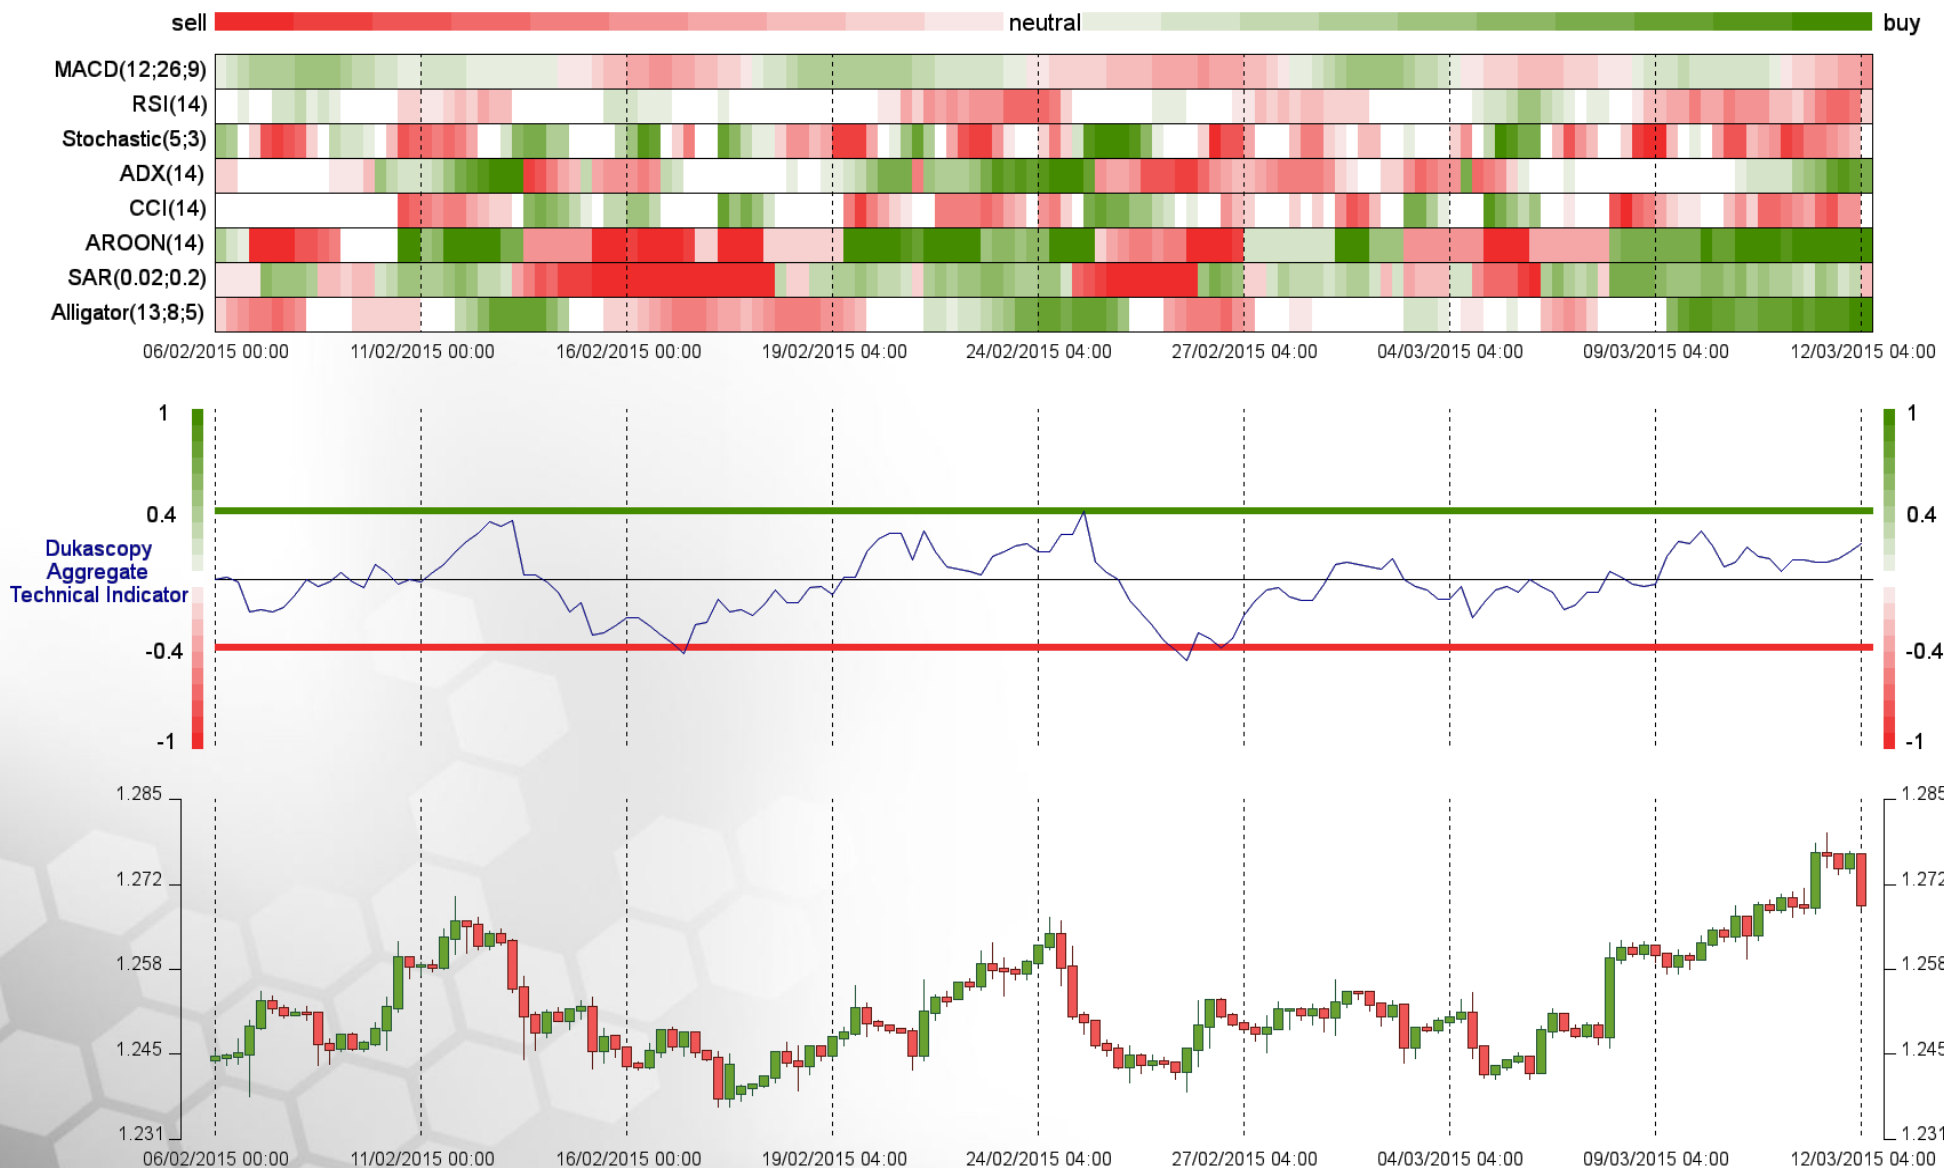 sell neutral buy
MACD(12;26;9)
RSI(14)
Stochastic(5;3)
ADX(14)
CCI(14)
AROON(14)
SAR(0.02;0.2)
Alligator(13;8;5)
06/02/2015 00:00 11/02/2015 00:00 16/02/2015 00:00 19/02/2015 04:00 24/02/2015 04:00 27/02/2015 04:00 04/03/2015 04:00 09/03/2015 04:00 12/03/2015 04:00
1 1
0.4 0.4
Dukascopy
Aggregate
Technical Indicator
-0.4 -0.4
-1 -1
1.285 1.285
1.272 1.272
1.258 1.258
1.245 1.245
1.231 1.231
06/02/2015 00:00 11/02/2015 00:00 16/02/2015 00:00 19/02/2015 04:00 24/02/2015 04:00 27/02/2015 04:00 04/03/2015 04:00 09/03/2015 04:00 12/03/2015 04:00